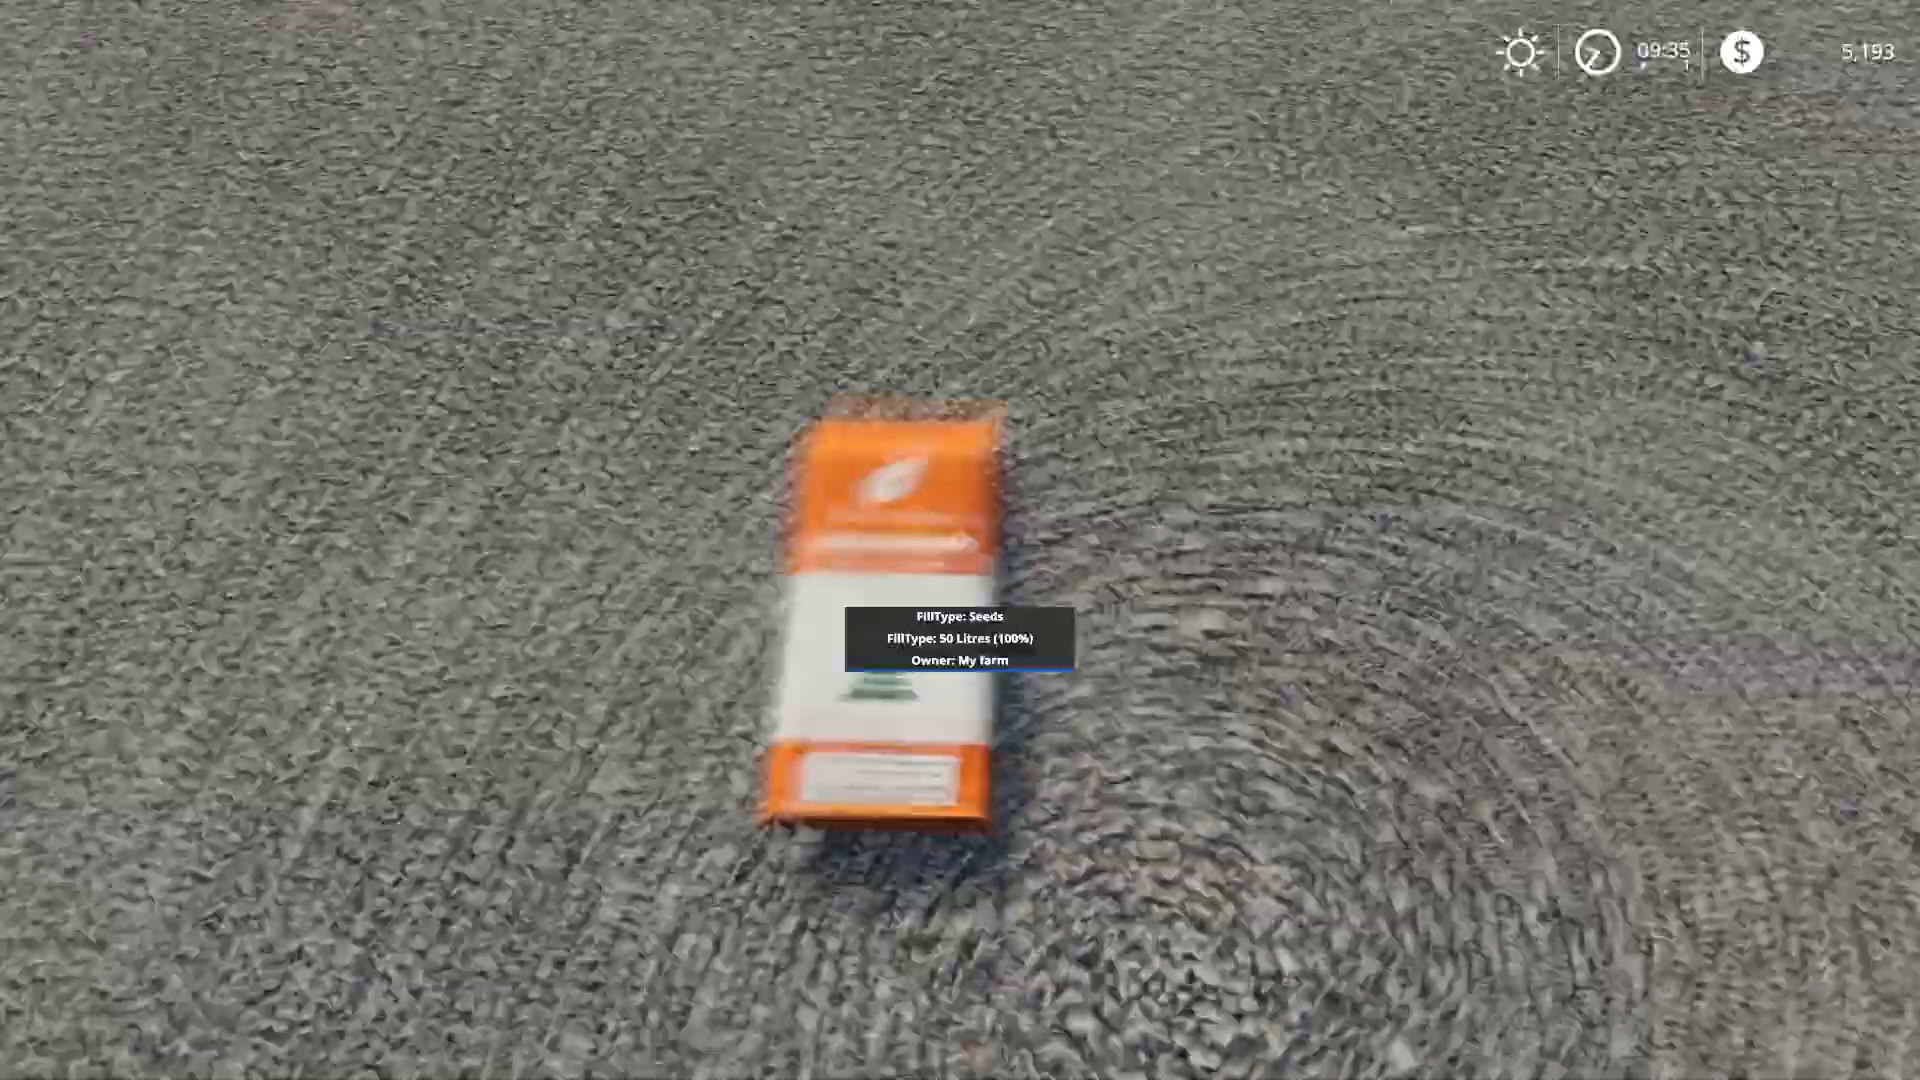 09:35
5,193
FillType: Seeds
FillType: 50 Litres (100%)
Owner: My farm